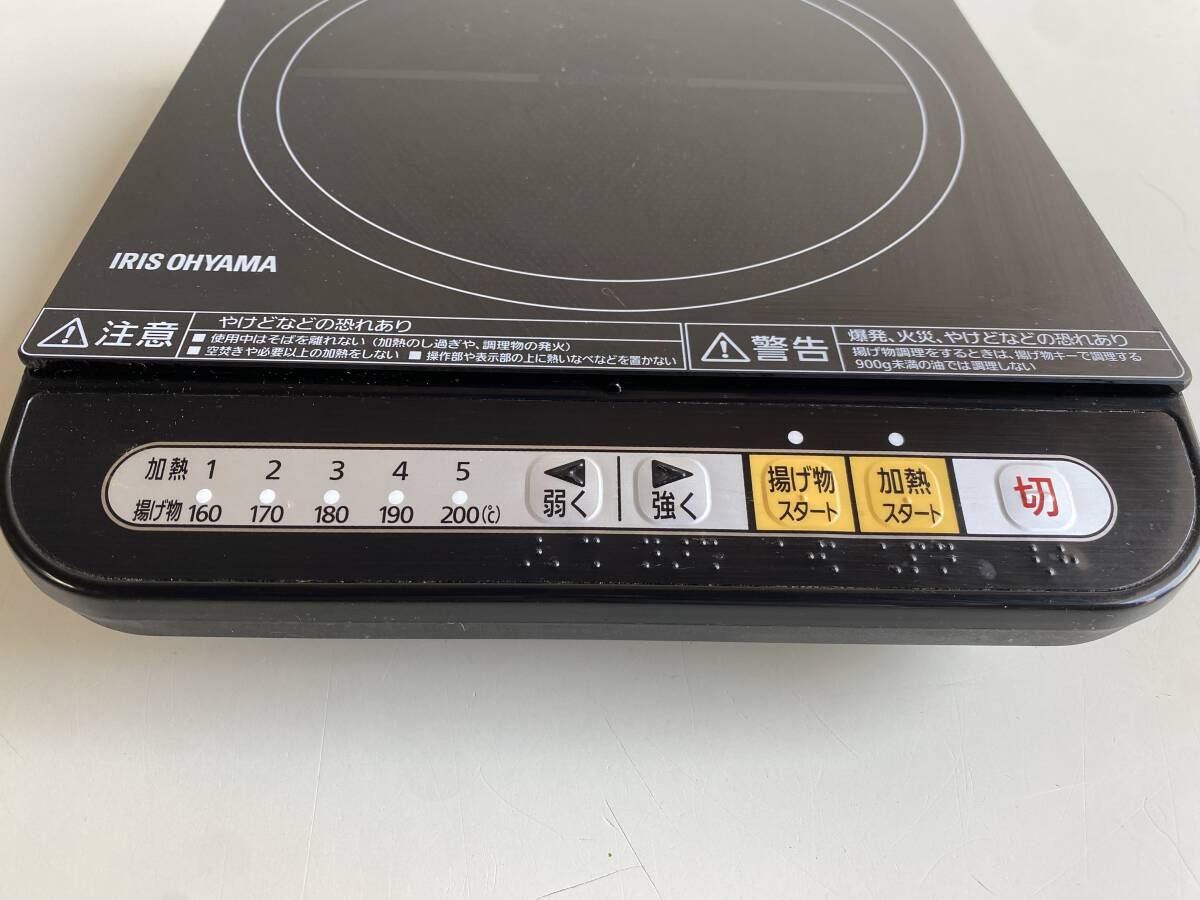 IRIS OHYAMA
注意
やけどなどの恐れあり
■ 使用中はそばを離れない（加熱のし過ぎや、調理物の発火）
■ 空焚きや必要以上の加熱をしない ■ 操作部や表示部の上に熱いなべなどを置かない
警告
爆発、火災、やけどなどの恐れあり
揚げ物調理をするときは、揚げ物キーで調理する
900g未満の油では調理しない
加熱 1 2 3 4 5
揚げ物 160 170 180 190 200(℃)
弱く
強く
揚げ物
スタート
加熱
スタート
切